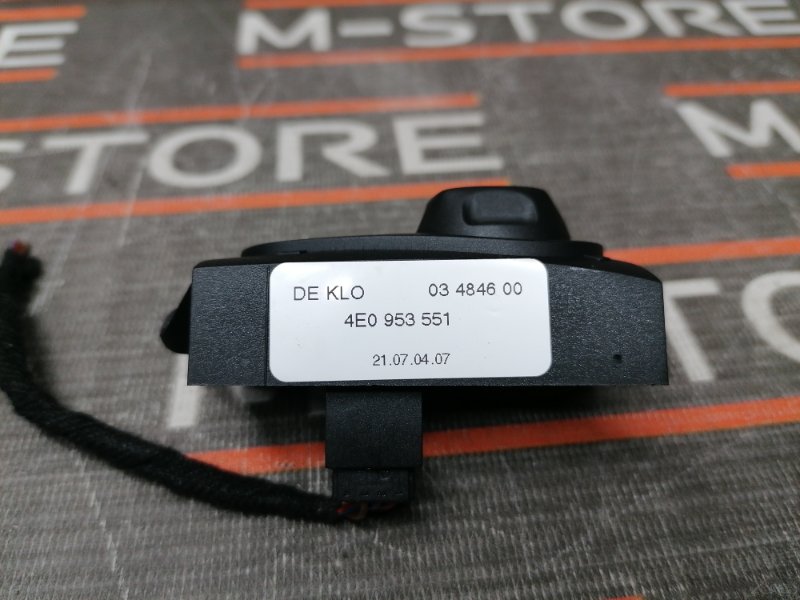 M-STORE
M-STORE
M-S
DE KLO 03 4846 00
4E0 953 551
21.07.04.07